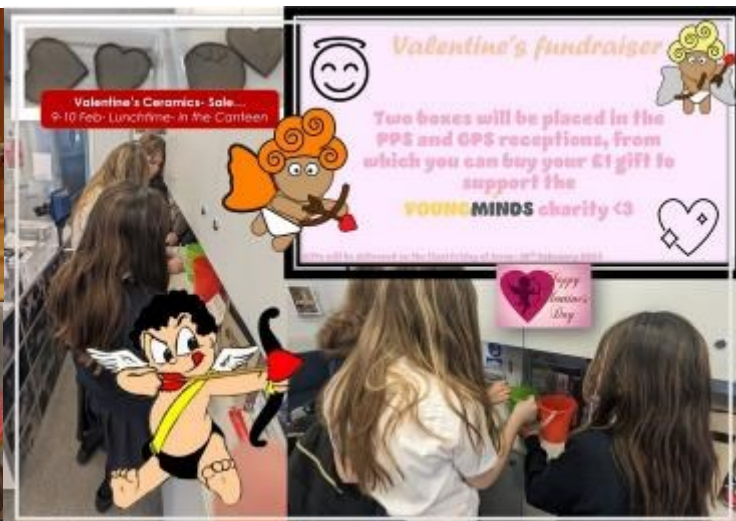 Valentine's Ceramics- Sale...
9-10 Feb- Lunchtime- in the Canteen
Valentine's fundraiser
Two boxes will be placed in the
PPS and GPS receptions, from
which you can buy your £1 gift to
support the
YOUNGMINDS charity <3
Happy
Valentine's
Day